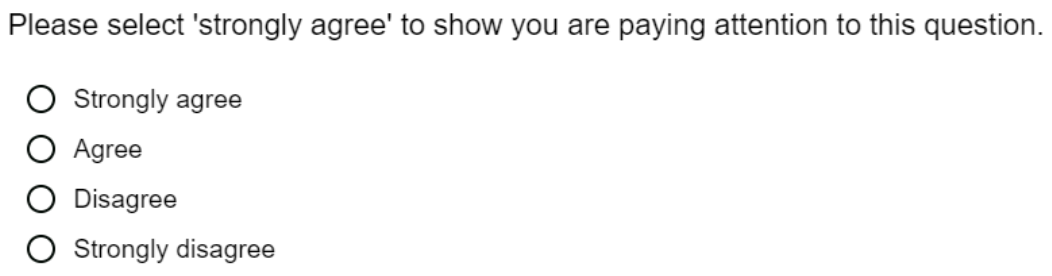 Please select 'strongly agree' to show you are paying attention to this question.
Strongly agree
Agree
Disagree
Strongly disagree